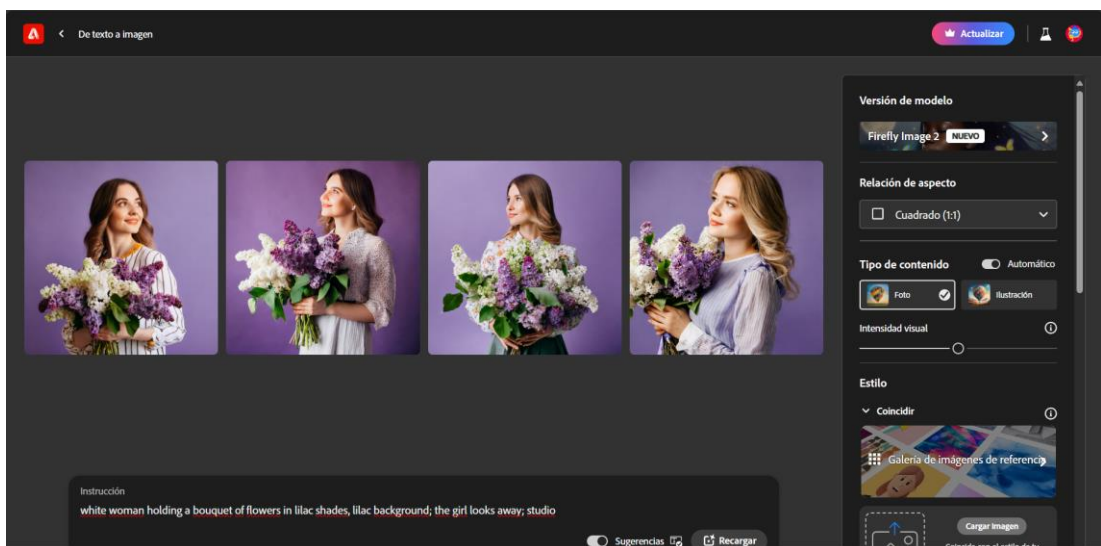 De texto a imagen
Actualizar
Versión de modelo
Firefly Image 2 NUEVO
Relación de aspecto
Cuadrado (1:1)
Tipo de contenido Automático
Foto Ilustración
Intensidad visual
Estilo
Coincidir
Galería de imágenes de referencia
Cargar imagen
Instrucción
white woman holding a bouquet of flowers in lilac shades, lilac background; the girl looks away; studio
Sugerencias Recargar